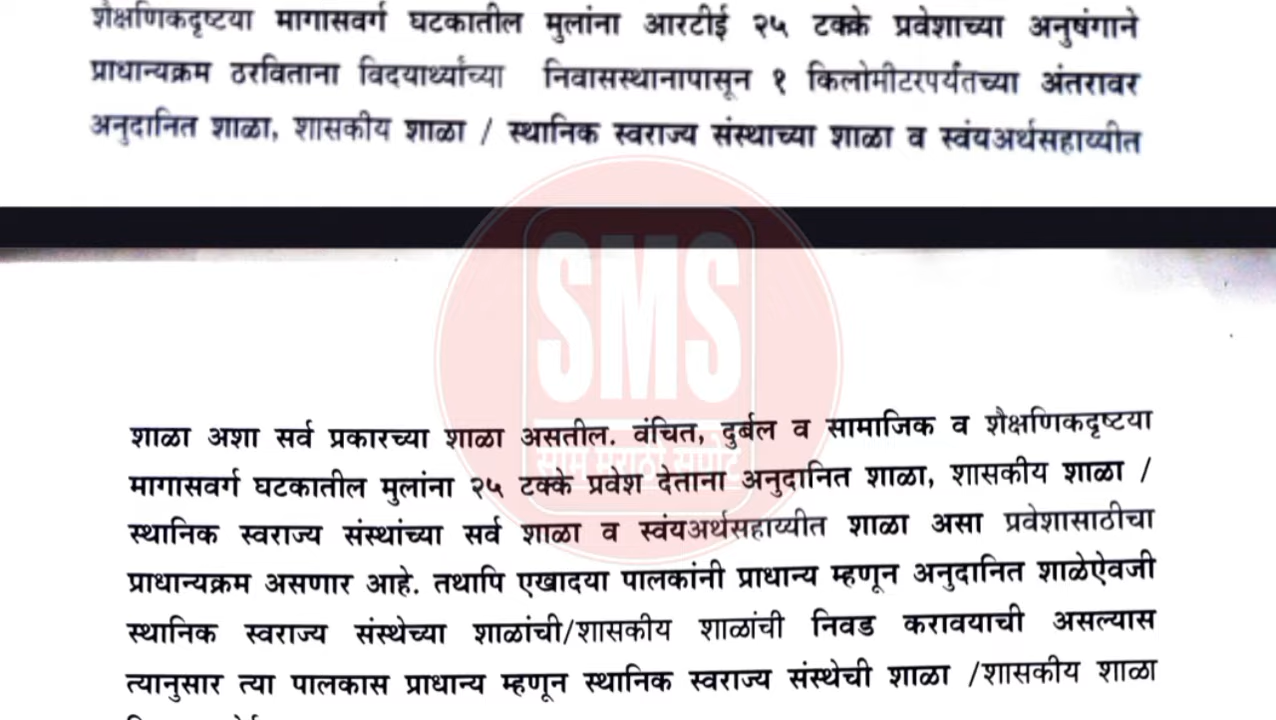 शैक्षणिकदृष्टया मागासवर्ग घटकातील मुलांना आरटीई २५ टक्के प्रवेशाच्या अनुषंगाने
प्राधान्यक्रम ठरविताना विदयार्थ्यांच्या निवासस्थानापासून १ किलोमीटरपर्यंतच्या अंतरावर
अनुदानित शाळा, शासकीय शाळा / स्थानिक स्वराज्य संस्थाच्या शाळा व स्वंयअर्थसहाय्यीत
SMS
शाळा अशा सर्व प्रकारच्या शाळा असतील. वंचित, दुर्बल व सामाजिक व शैक्षणिकदृष्टया
मागासवर्ग घटकातील मुलांना २५ टक्के प्रवेश देताना अनुदानित शाळा, शासकीय शाळा /
स्थानिक स्वराज्य संस्थांच्या सर्व शाळा व स्वंयअर्थसहाय्यीत शाळा असा प्रवेशासाठीचा
प्राधान्यक्रम असणार आहे. तथापि एखादया पालकांनी प्राधान्य म्हणून अनुदानित शाळेऐवजी
स्थानिक स्वराज्य संस्थेच्या शाळांची/शासकीय शाळांची निवड करावयाची असल्यास
त्यानुसार त्या पालकास प्राधान्य म्हणून स्थानिक स्वराज्य संस्थेची शाळा /शासकीय शाळा